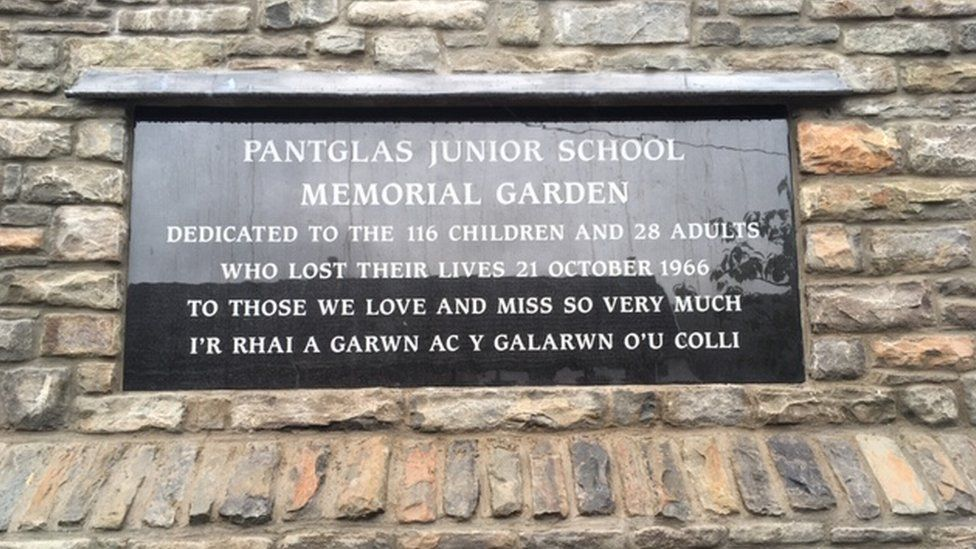 PANTGLAS JUNIOR SCHOOL
MEMORIAL GARDEN
DEDICATED TO THE 116 CHILDREN AND 28 ADULTS
WHO LOST THEIR LIVES 21 OCTOBER 1966
TO THOSE WE LOVE AND MISS SO VERY MUCH
I'R RHAI A GARWN AC Y GALARWN O'U COLLI